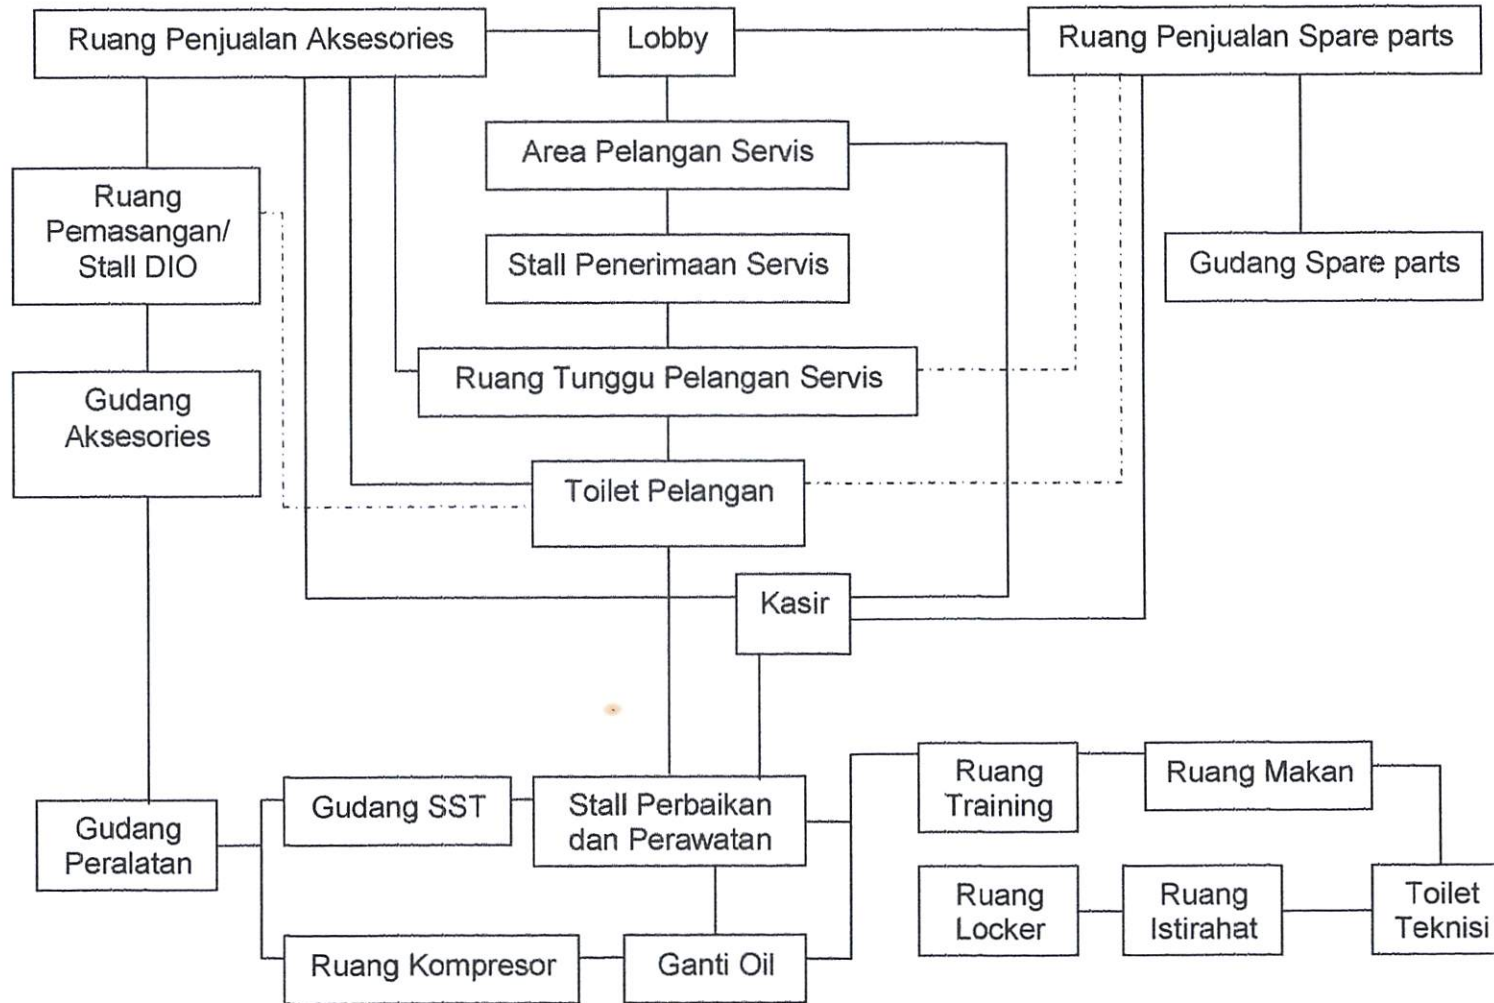 Ruang Penjualan Aksesories
Lobby
Ruang Penjualan Spare parts
Area Pelangan Servis
Ruang
Pemasangan/
Stall DIO
Stall Penerimaan Servis
Gudang Spare parts
Ruang Tunggu Pelangan Servis
Gudang
Aksesories
Toilet Pelangan
Kasir
Ruang
Training
Ruang Makan
Gudang SST
Stall Perbaikan
dan Perawatan
Gudang
Peralatan
Ruang
Locker
Ruang
Istirahat
Toilet
Teknisi
Ruang Kompresor
Ganti Oil